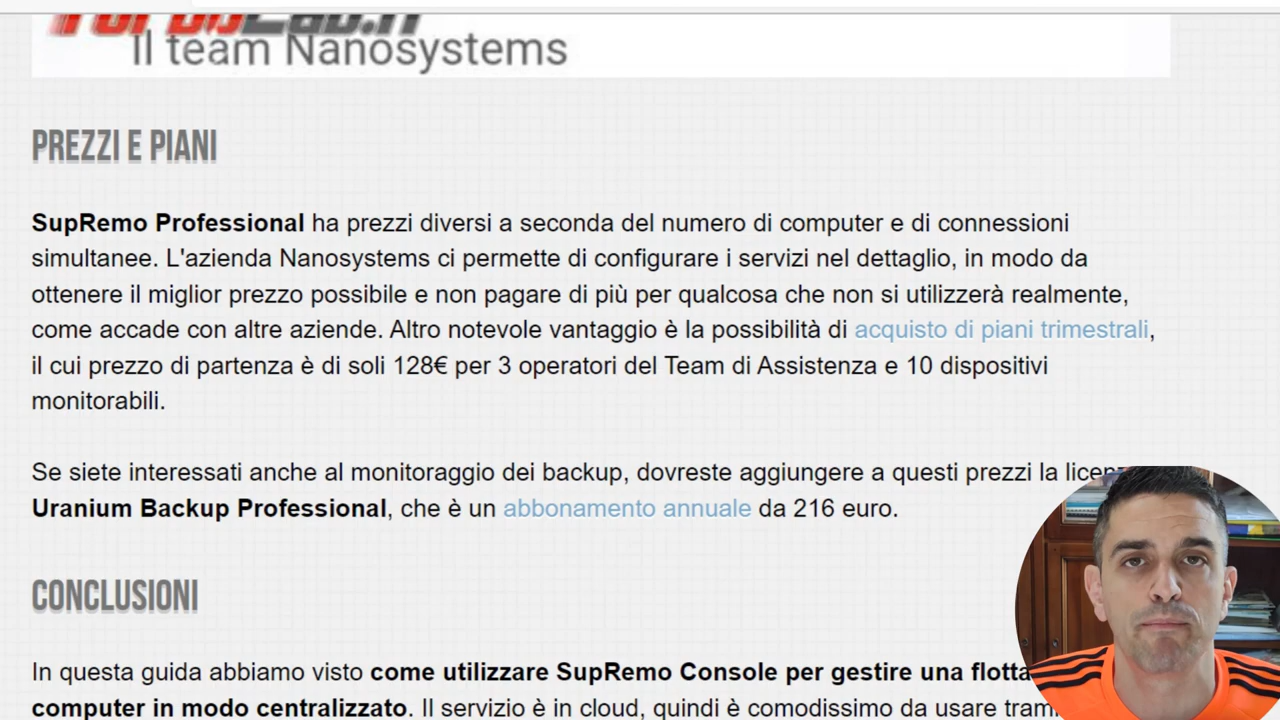 TurboLab.it
Il team Nanosystems
PREZZI E PIANI
SupRemo Professional ha prezzi diversi a seconda del numero di computer e di connessioni
simultanee. L'azienda Nanosystems ci permette di configurare i servizi nel dettaglio, in modo da
ottenere il miglior prezzo possibile e non pagare di più per qualcosa che non si utilizzerà realmente,
come accade con altre aziende. Altro notevole vantaggio è la possibilità di acquisto di piani trimestrali,
il cui prezzo di partenza è di soli 128€ per 3 operatori del Team di Assistenza e 10 dispositivi
monitorabili.
Se siete interessati anche al monitoraggio dei backup, dovreste aggiungere a questi prezzi la
Uranium Backup Professional, che è un abbonamento annuale da 216 euro.
CONCLUSIONI
In questa guida abbiamo visto come utilizzare SupRemo Console per gestire una flotta
computer in modo centralizzato. Il servizio è in cloud, quindi è comodissimo da usare